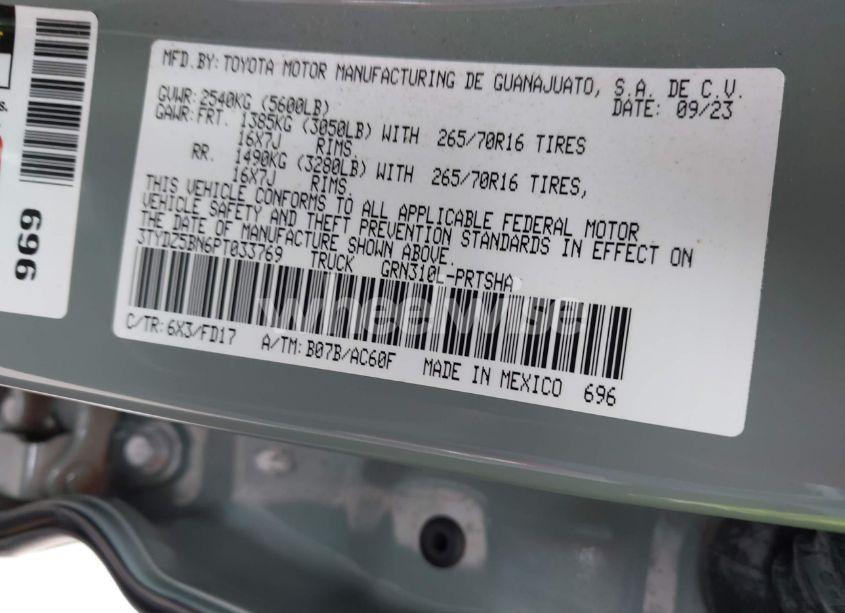 s.
969
MFD.BY: TOYOTA MOTOR MANUFACTURING DE GUANAJUATO, S.A. DE C.V.
GVWR: 2540KG (5600LB) DATE: 09/23
GAWR: FRT. 1385KG (3050LB) WITH 265/70R16 TIRES
16X7J RIMS.
RR. 1490KG (3280LB) WITH 265/70R16 TIRES,
16X7J RIMS.
THIS VEHICLE CONFORMS TO ALL APPLICABLE FEDERAL MOTOR
VEHICLE SAFETY AND THEFT PREVENTION STANDARDS IN EFFECT ON
THE DATE OF MANUFACTURE SHOWN ABOVE.
3TYDZ5BN6PT033769 TRUCK GRN310L-PRTSHA
wheelwise
C/TR: 6X3/FD17 A/TM: B07B/AC60F MADE IN MEXICO 696